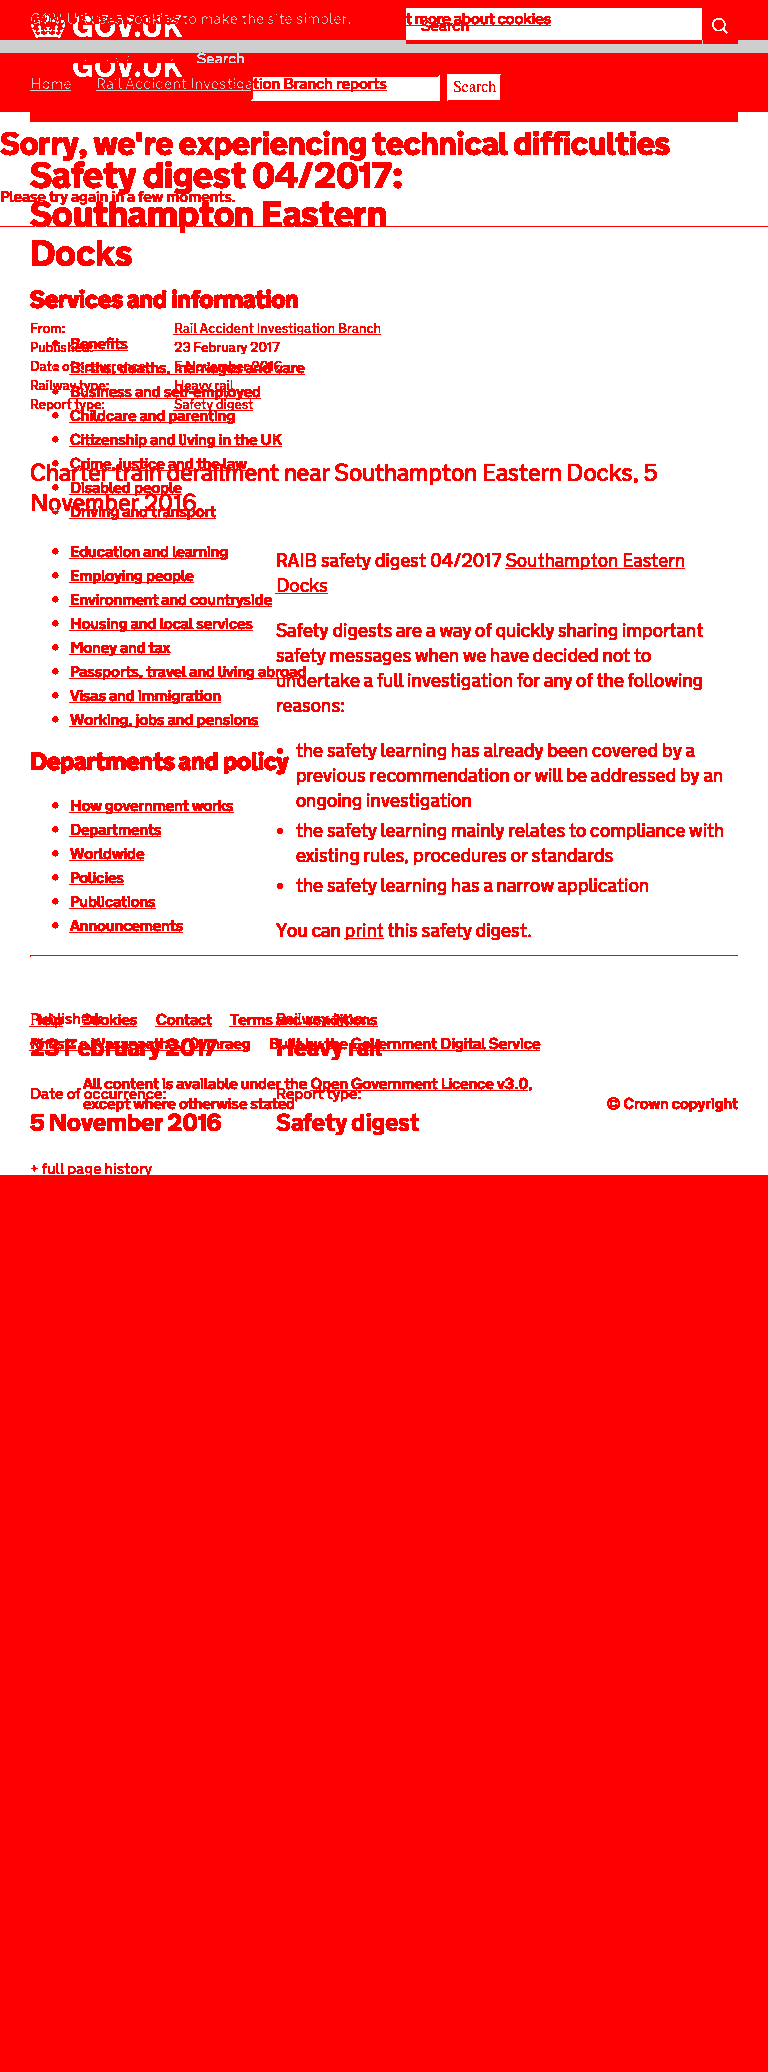 to make the site simpler.
t more about cookies
GOV.UK
Search
GOV.UK
Search
Home
Rail Accident Investigation Branch reports
Search
Sorry, we're experiencing technical difficulties
Safety digest 04/2017:
Please try again in a few moments.
Southampton Eastern
Docks
Services and information
From:
Rail Accident Investigation Branch
Published:
23 February 2017
Benefits
Date of occurrence:
5 November 2016
Births, deaths, marriages and care
Railway type:
Heavy rail
Business and self-employed
Report type:
Safety digest
Childcare and parenting
Citizenship and living in the UK
Crime, justice and the law
Charter train derailment near Southampton Eastern Docks, 5
Disabled people
November 2016
Driving and transport
Education and learning
RAIB safety digest 04/2017 Southampton Eastern
Docks
Employing people
Environment and countryside
Housing and local services
Safety digests are a way of quickly sharing important
safety messages when we have decided not to
undertake a full investigation for any of the following
reasons:
Money and tax
Passports, travel and living abroad
Visas and immigration
Working, jobs and pensions
Departments and policy
the safety learning has already been covered by a
previous recommendation or will be addressed by an
ongoing investigation
the safety learning mainly relates to compliance with
existing rules, procedures or standards
the safety learning has a narrow application
How government works
Departments
Worldwide
Policies
Publications
Announcements
You can print this safety digest.
Help
Cookies
Contact
Terms and conditions
Published:
Railway type:
Cymraeg
Built by the Government Digital Service
23 February 2017
Heavy rail
All content is available under the Open Government Licence v3.0,
except where otherwise stated
© Crown copyright
Date of occurrence:
Report type:
5 November 2016
Safety digest
+ full page history